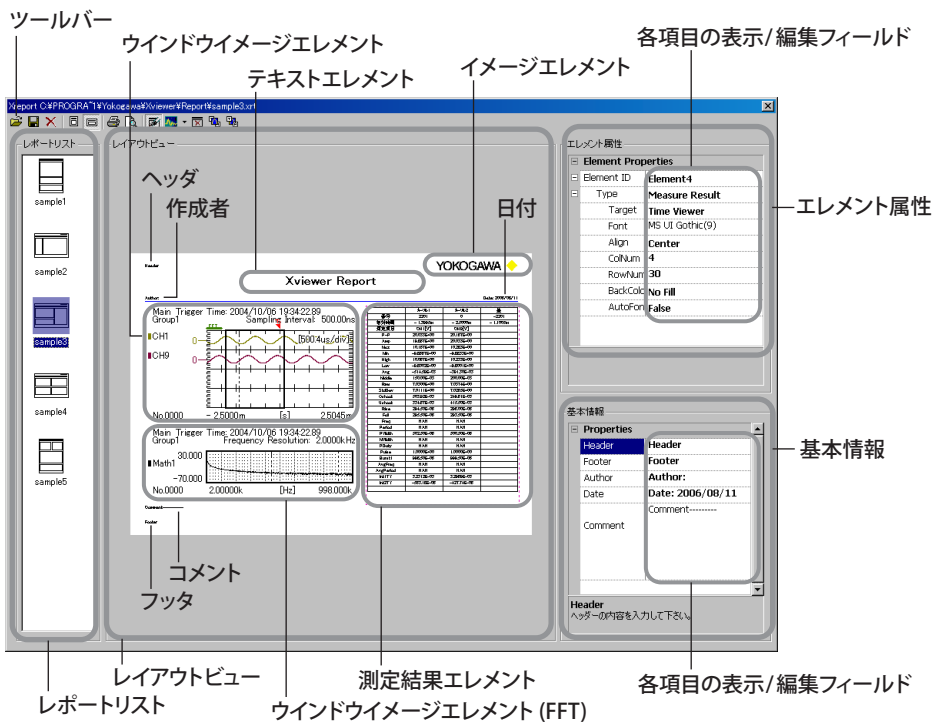 ツールバー
ウインドウイメージエレメント
テキストエレメント
イメージエレメント
各項目の表示/編集フィールド
Xreport C:¥PROGRA~1¥Yokogawa¥Xviewer¥Report¥sample3.xrt
レポートリスト
sample1
sample2
sample3
sample4
sample5
レイアウトビュー
ヘッダ
作成者
日付
Header
YOKOGAWA
Xviewer Report
Author:
Date: 2006/08/11
Main Trigger Time: 2004/10/06 19:34:22.89
Group1 Sampling Interval: 500.00ns
CH1
0
[500.4us/div]
CH9
0
No.0000 -2.5000m [s] 2.5045m
Main Trigger Time: 2004/10/06 19:34:22.89
Group1 Frequency Resolution: 2.0000kHz
30.000
Math1
-70.000
No.0000 2.00000k [Hz] 998.000k
Comment
Footer
コメント
フッタ
エレメント属性
Element Properties
Element ID Element4
Type Measure Result
Target Time Viewer
Font MS UI Gothic(9)
Align Center
ColNum 4
RowNum 30
BackColo No Fill
AutoFon False
エレメント属性
基本情報
Properties
Header Header
Footer Footer
Author Author:
Date Date: 2006/08/11
Comment Comment---------
Header
ヘッダーの内容を入力して下さい。
基本情報
レイアウトビュー
レポートリスト
測定結果エレメント
ウインドウイメージエレメント (FFT)
各項目の表示/編集フィールド